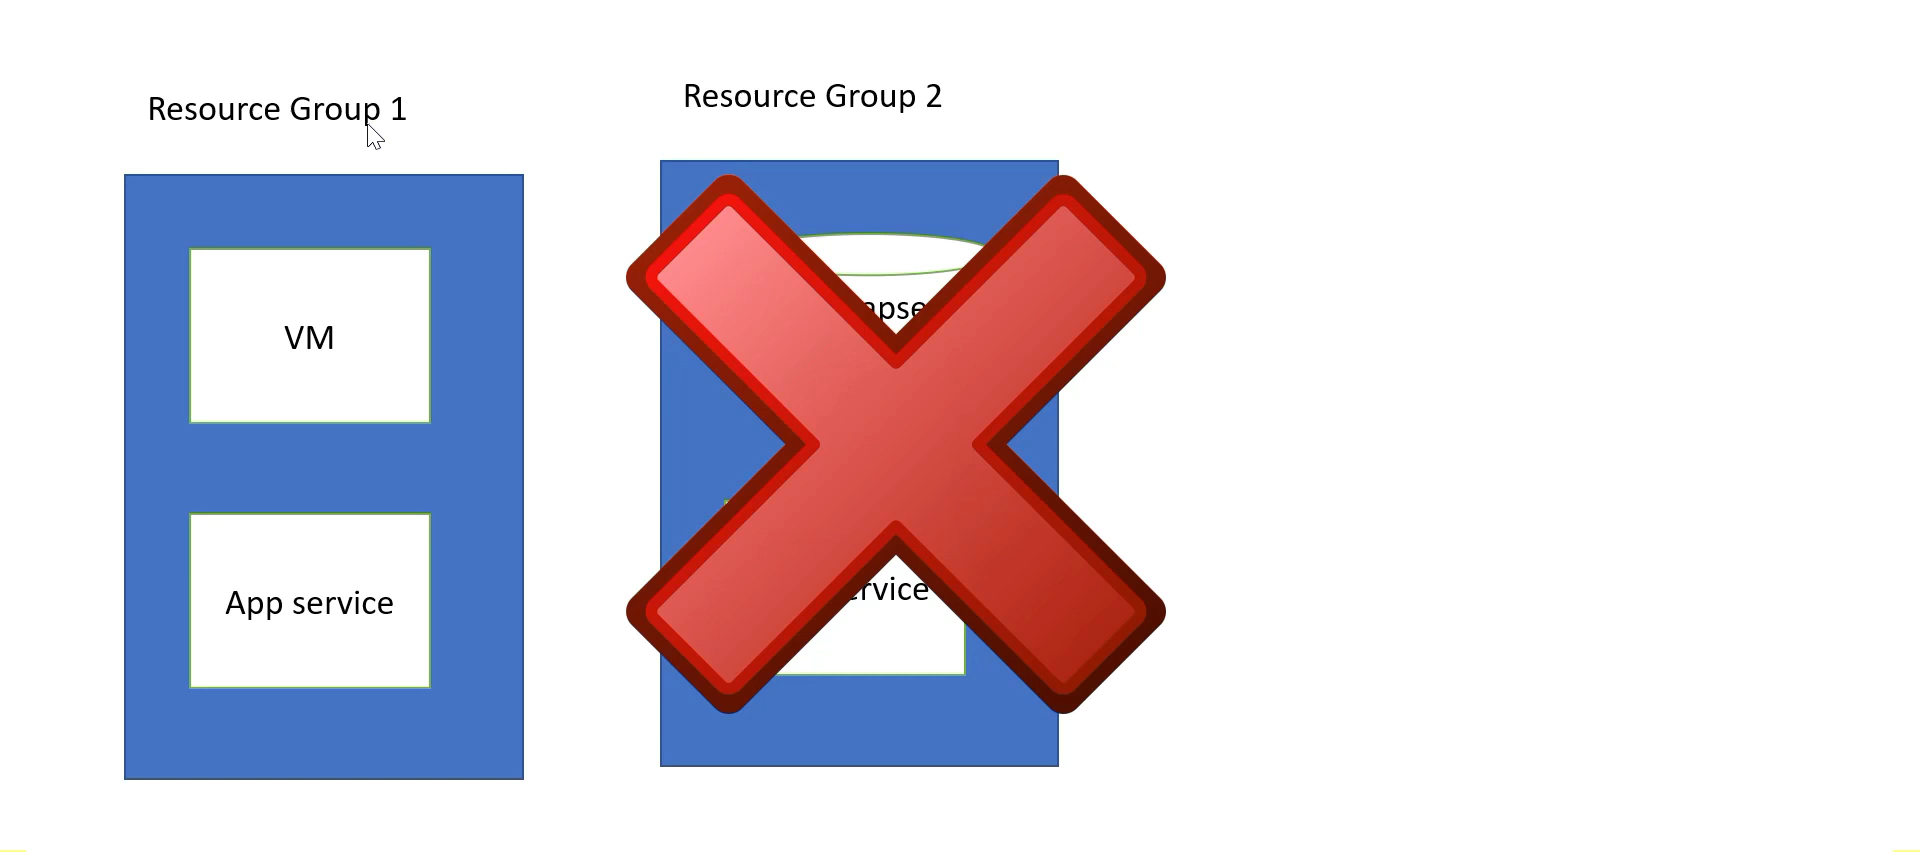 Resource Group 1
Resource Group 2
VM
App service